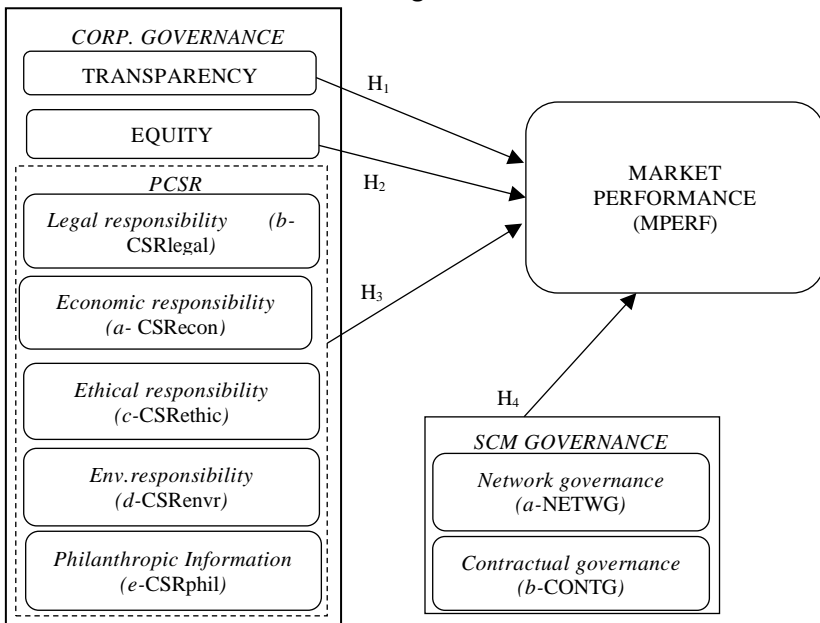 CORP. GOVERNANCE
TRANSPARENCY
EQUITY
PCSR
Legal responsibility (b-
CSRlegal)
Economic responsibility
(a- CSRecon)
Ethical responsibility
(c-CSRethic)
Env.responsibility
(d-CSRenvr)
Philanthropic Information
(e-CSRphil)
H1
H2
H3
MARKET
PERFORMANCE
(MPERF)
H4
SCM GOVERNANCE
Network governance
(a-NETWG)
Contractual governance
(b-CONTG)